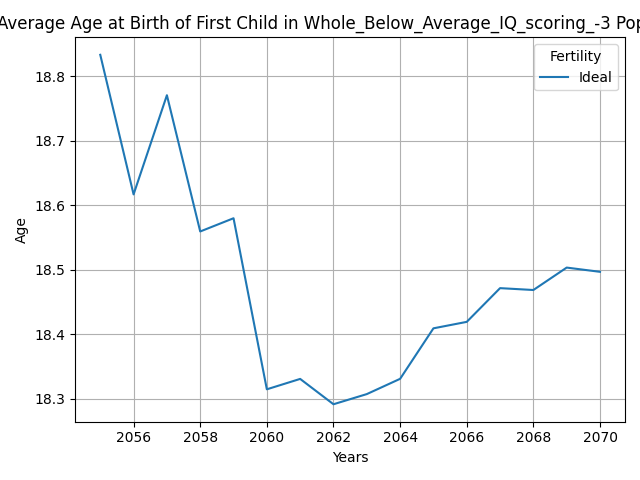 Average Age at Birth of First Child in Whole_Below_Average_IQ_scoring_-3 Pop
Fertility
Ideal
18.8
18.7
18.6
18.5
18.4
18.3
Age
2056 2058 2060 2062 2064 2066 2068 2070
Years